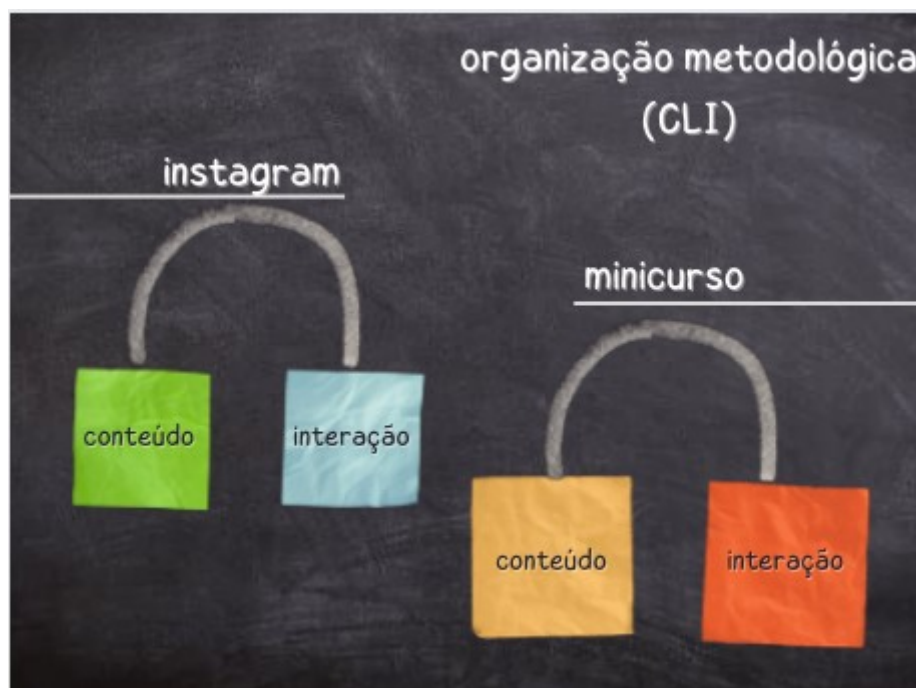 organização metodológica
(CLI)
instagram
minicurso
conteúdo
interação
conteúdo
interação